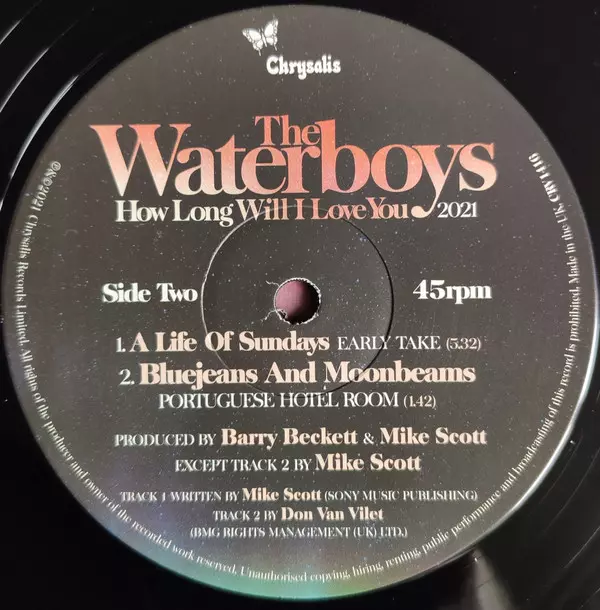 Chrysalis
The
Waterboys
How Long Will I Love You 2021
Side Two
45rpm
1. A Life Of Sundays EARLY TAKE (5.32)
2. Bluejeans And Moonbeams
PORTUGUESE HOTEL ROOM (1.42)
PRODUCED BY Barry Beckett & Mike Scott
EXCEPT TRACK 2 BY Mike Scott
TRACK 1 WRITTEN BY Mike Scott (SONY MUSIC PUBLISHING)
TRACK 2 BY Don Van Vilet
(BMG RIGHTS MANAGEMENT (UK) LTD.)
℗&©2021 Chrysalis Records Limited. All rights of the producer and owner of the recorded work reserved. Unauthorised copying, hiring, renting, public performance and broadcasting of this record is prohibited. Made in the UK.